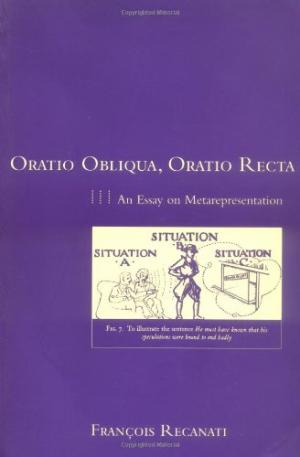 ORATIO OBLIQUA, ORATIO RECTA
An Essay on Metarepresentation
SITUATION
B
SITUATION
A
SITUATION
C
FIG. 7. To illustrate the sentence He must have known that his
speculations were bound to end badly
FRANÇOIS RECANATI